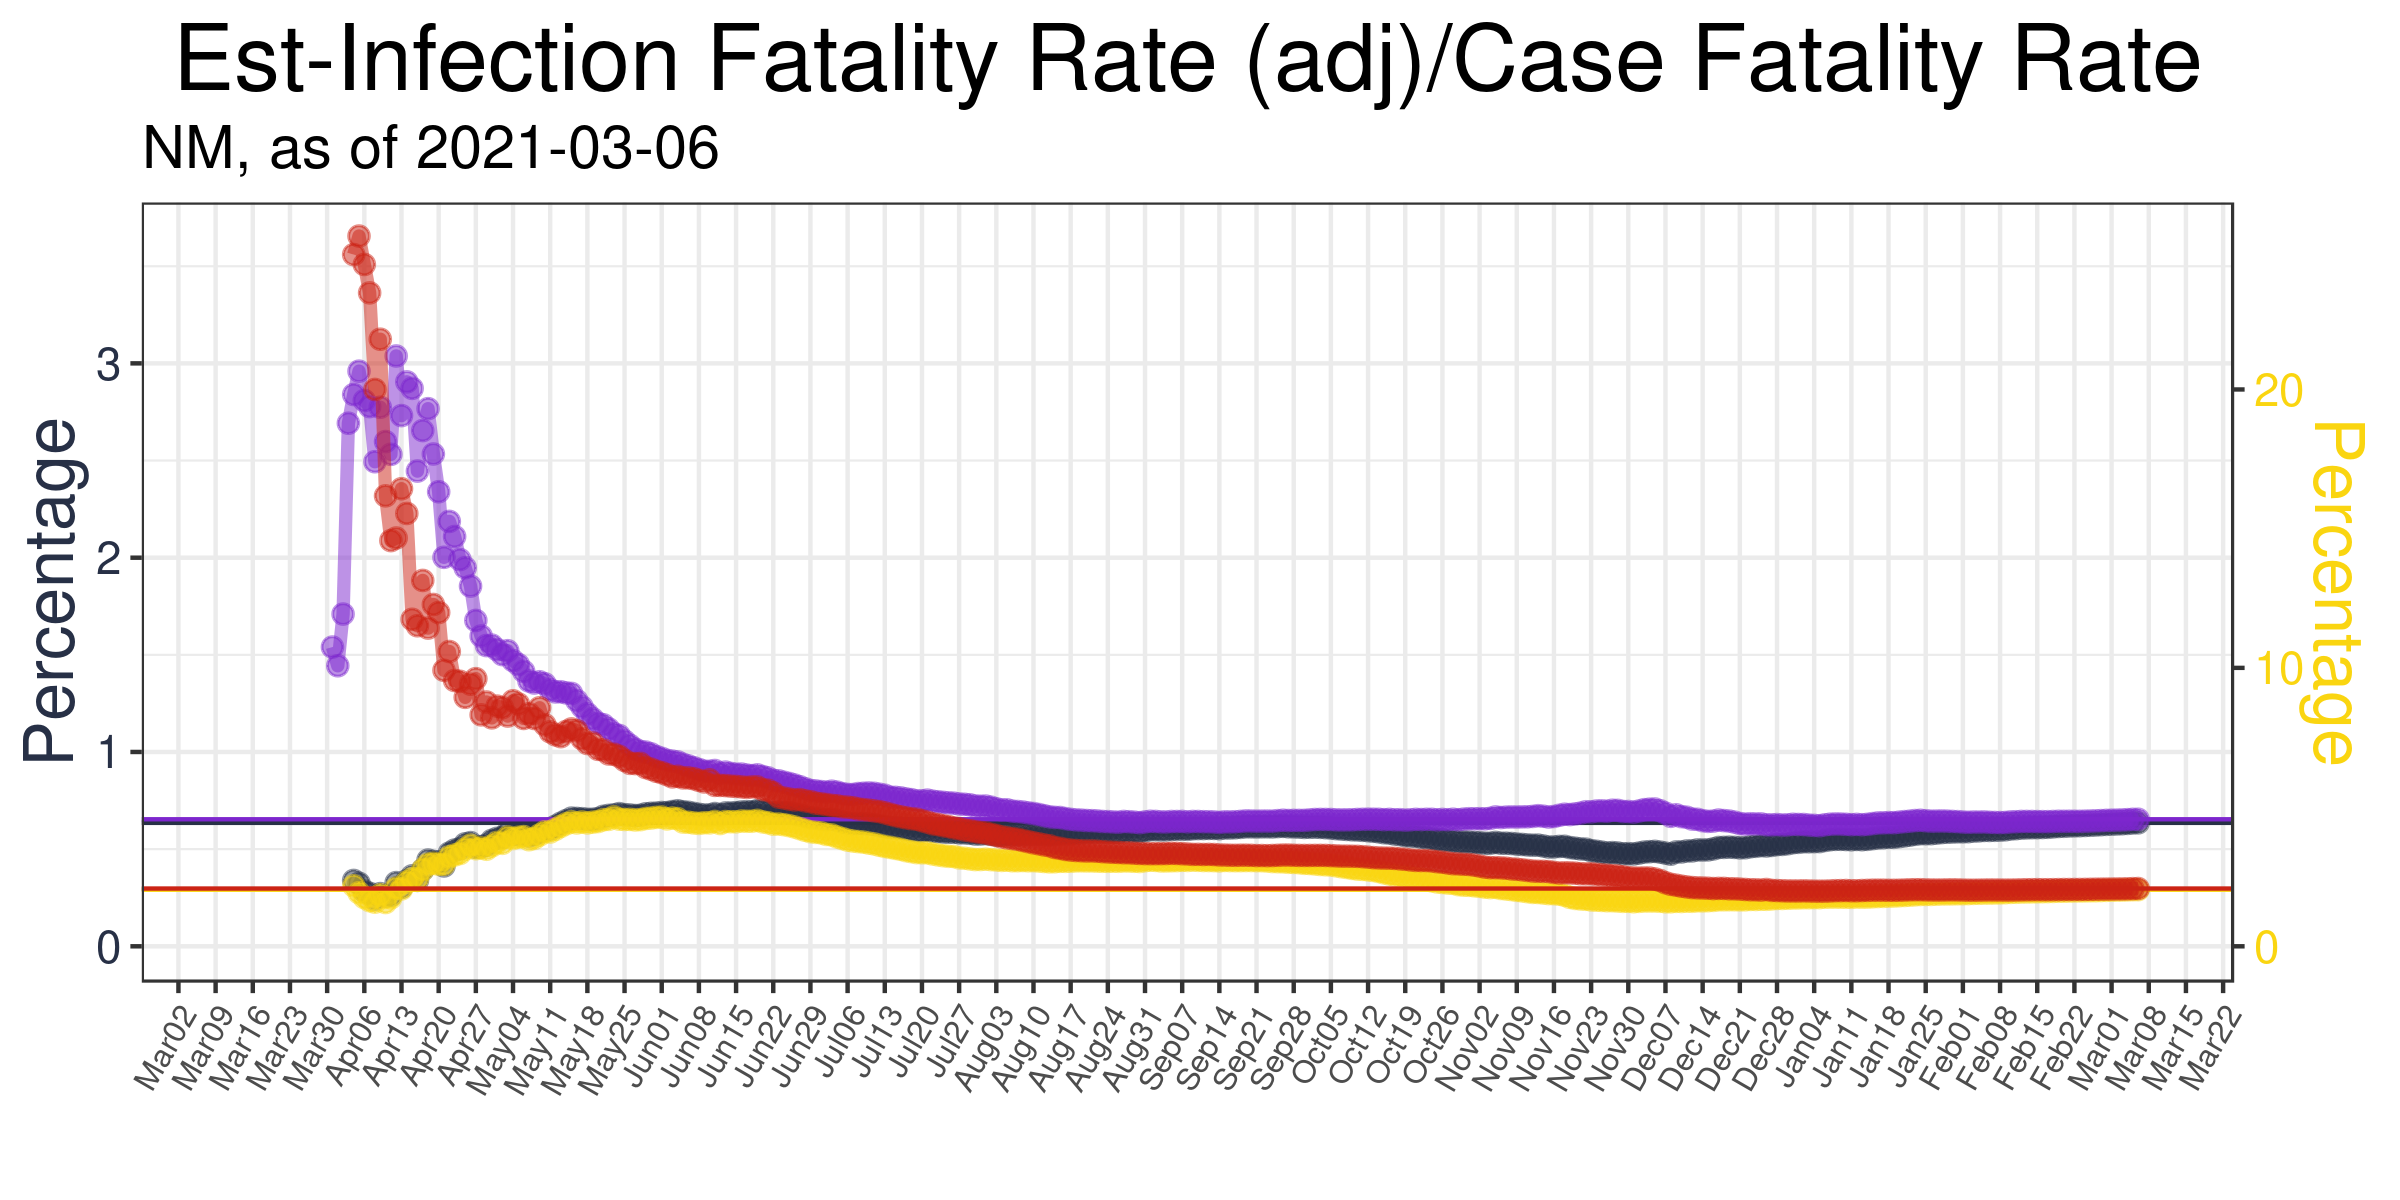 Est-Infection Fatality Rate (adj)/Case Fatality Rate
NM, as of 2021-03-06
Percentage
3
2
1
0
20
10
0
Percentage
Mar02
Mar09
Mar16
Mar23
Mar30
Apr06
Apr13
Apr20
Apr27
May04
May11
May18
May25
Jun01
Jun08
Jun15
Jun22
Jun29
Jul06
Jul13
Jul20
Jul27
Aug03
Aug10
Aug17
Aug24
Aug31
Sep07
Sep14
Sep21
Sep28
Oct05
Oct12
Oct19
Oct26
Nov02
Nov09
Nov16
Nov23
Nov30
Dec07
Dec14
Dec21
Dec28
Jan04
Jan11
Jan18
Jan25
Feb01
Feb08
Feb15
Feb22
Mar01
Mar08
Mar15
Mar22